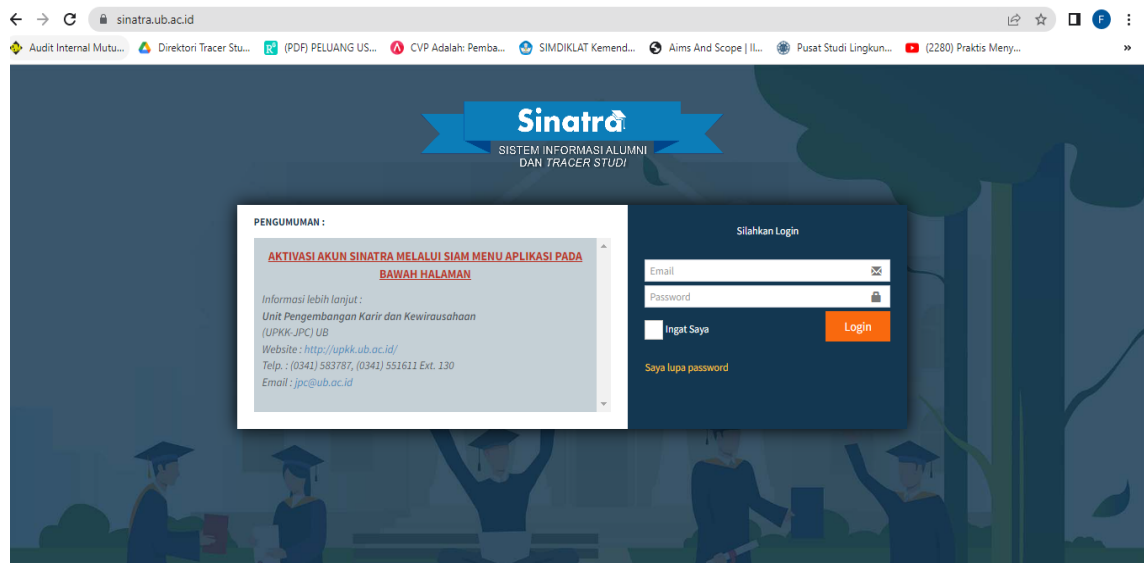 sinatra.ub.ac.id
F
Audit Internal Mutu... Direktori Tracer Stu... (PDF) PELUANG US... CVP Adalah: Pemba... SIMDIKLAT Kemend... Aims And Scope | Il... Pusat Studi Lingkun... (2280) Praktis Meny... »
Sinatra
SISTEM INFORMASI ALUMNI
DAN TRACER STUDI
PENGUMUMAN :
AKTIVASI AKUN SINATRA MELALUI SIAM MENU APLIKASI PADA
BAWAH HALAMAN
Informasi lebih lanjut :
Unit Pengembangan Karir dan Kewirausahaan
(UPKK-JPC) UB
Website : http://upkk.ub.ac.id/
Telp. : (0341) 583787, (0341) 551611 Ext. 130
Email : jpc@ub.ac.id
Silahkan Login
Email
Password
Ingat Saya
Login
Saya lupa password